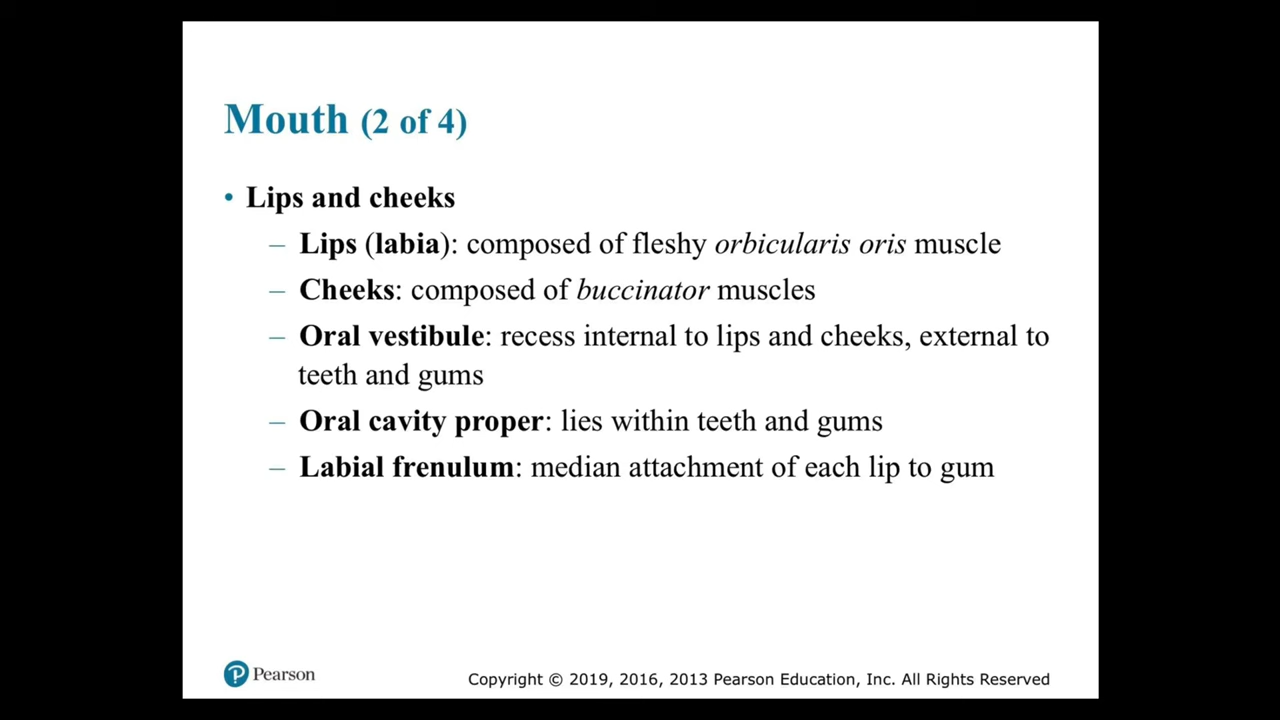 Mouth (2 of 4)
• Lips and cheeks
– Lips (labia): composed of fleshy orbicularis oris muscle
– Cheeks: composed of buccinator muscles
– Oral vestibule: recess internal to lips and cheeks, external to
teeth and gums
– Oral cavity proper: lies within teeth and gums
– Labial frenulum: median attachment of each lip to gum
P Pearson
Copyright © 2019, 2016, 2013 Pearson Education, Inc. All Rights Reserved